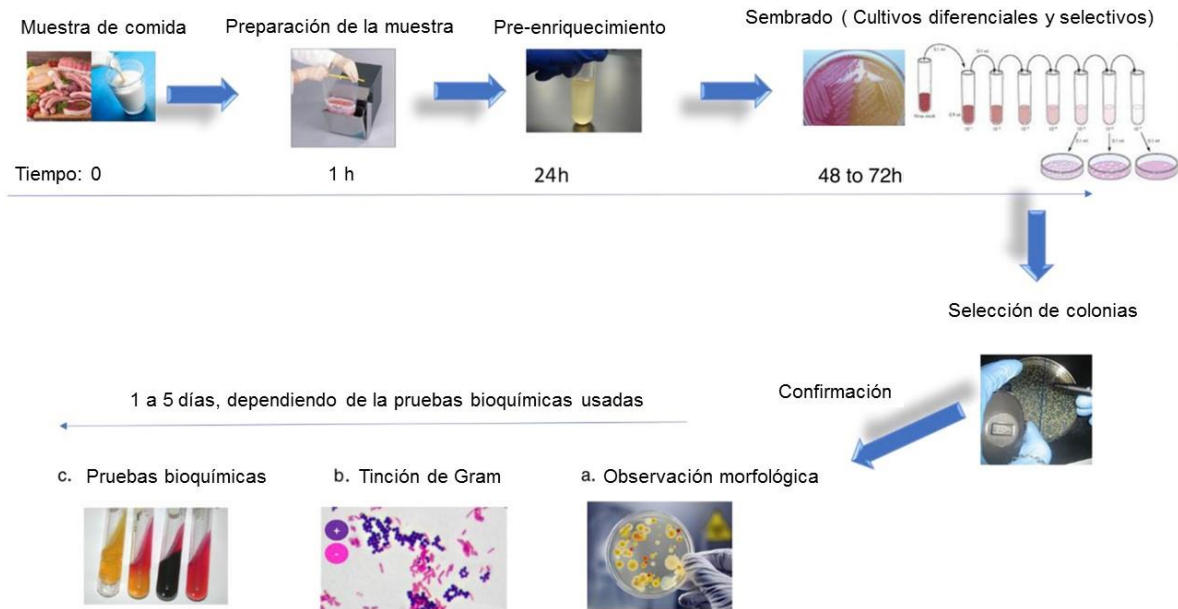 Muestra de comida
Preparación de la muestra
Pre-enriquecimiento
Sembrado ( Cultivos diferenciales y selectivos)
Tiempo: 0
1 h
24h
48 to 72h
Selección de colonias
Confirmación
1 a 5 días, dependiendo de la pruebas bioquímicas usadas
c. Pruebas bioquímicas
b. Tinción de Gram
a. Observación morfológica